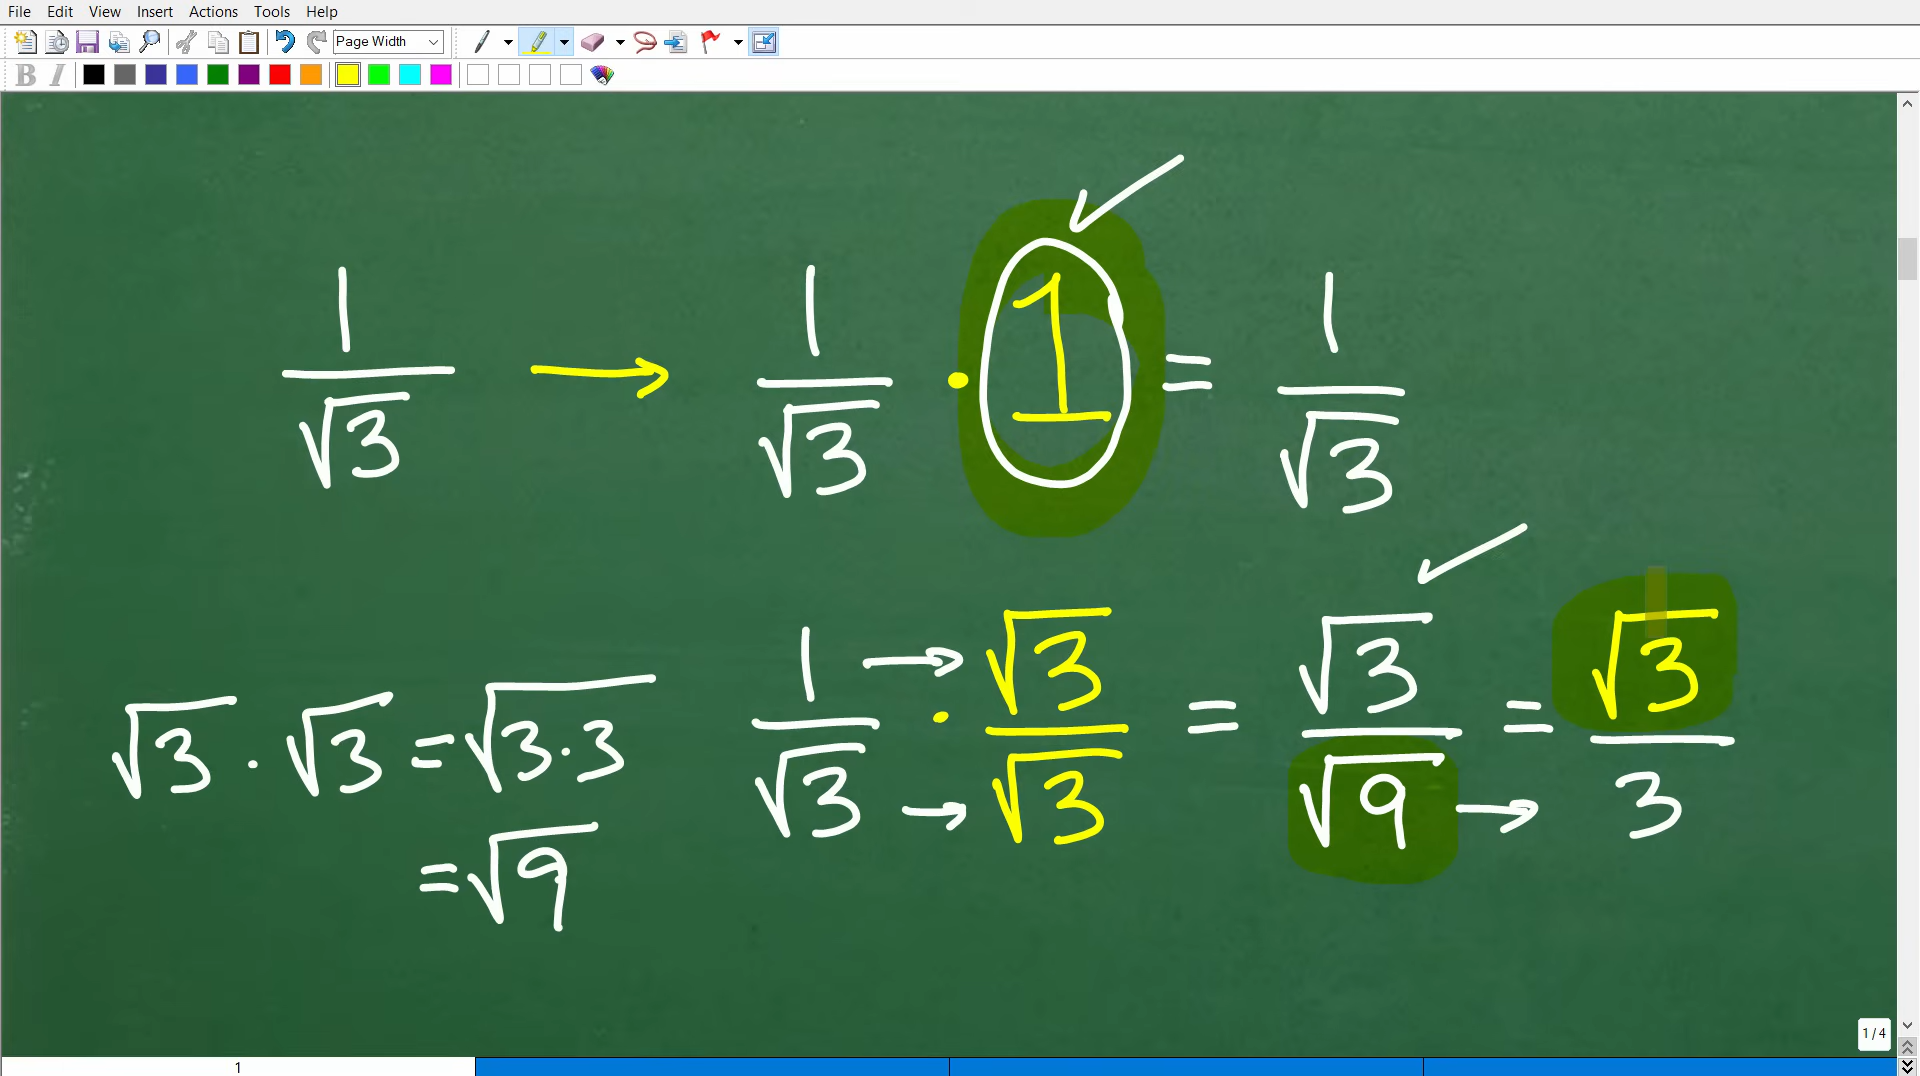 File Edit View Insert Actions Tools Help
Page Width
B I
1/√3 → 1/√3 · 1 = 1/√3
√3 · √3 = √3·3
= √9
1/√3 → · → √3/√3 = √3/√9 → = √3/3
1/4
1